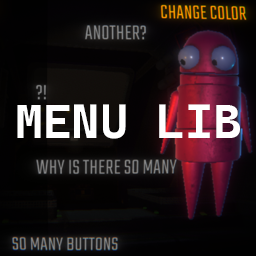 CHANGE COLOR
ANOTHER?
?!
MENU LIB
WHY IS THERE SO MANY
SO MANY BUTTONS